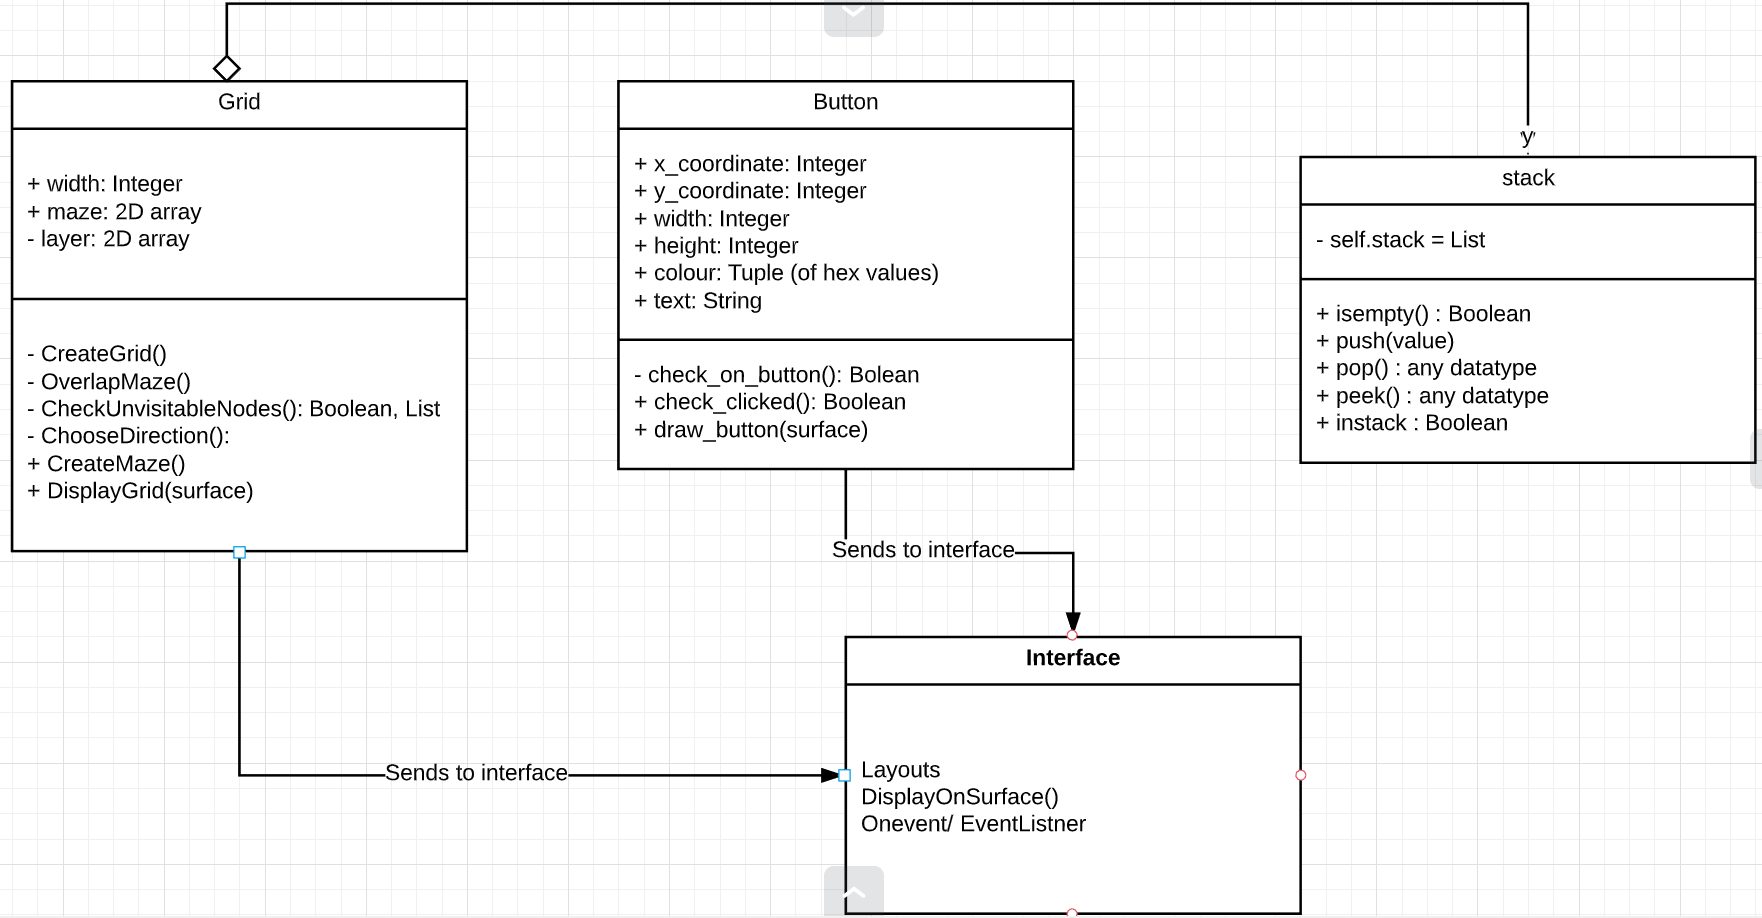 Grid
+ width: Integer
+ maze: 2D array
- layer: 2D array
- CreateGrid()
- OverlapMaze()
- CheckUnvisitableNodes(): Boolean, List
- ChooseDirection():
+ CreateMaze()
+ DisplayGrid(surface)
Button
+ x_coordinate: Integer
+ y_coordinate: Integer
+ width: Integer
+ height: Integer
+ colour: Tuple (of hex values)
+ text: String
- check_on_button(): Bolean
+ check_clicked(): Boolean
+ draw_button(surface)
y
stack
- self.stack = List
+ isempty() : Boolean
+ push(value)
+ pop() : any datatype
+ peek() : any datatype
+ instack : Boolean
Sends to interface
Sends to interface
Interface
Layouts
DisplayOnSurface()
Onevent/ EventListner